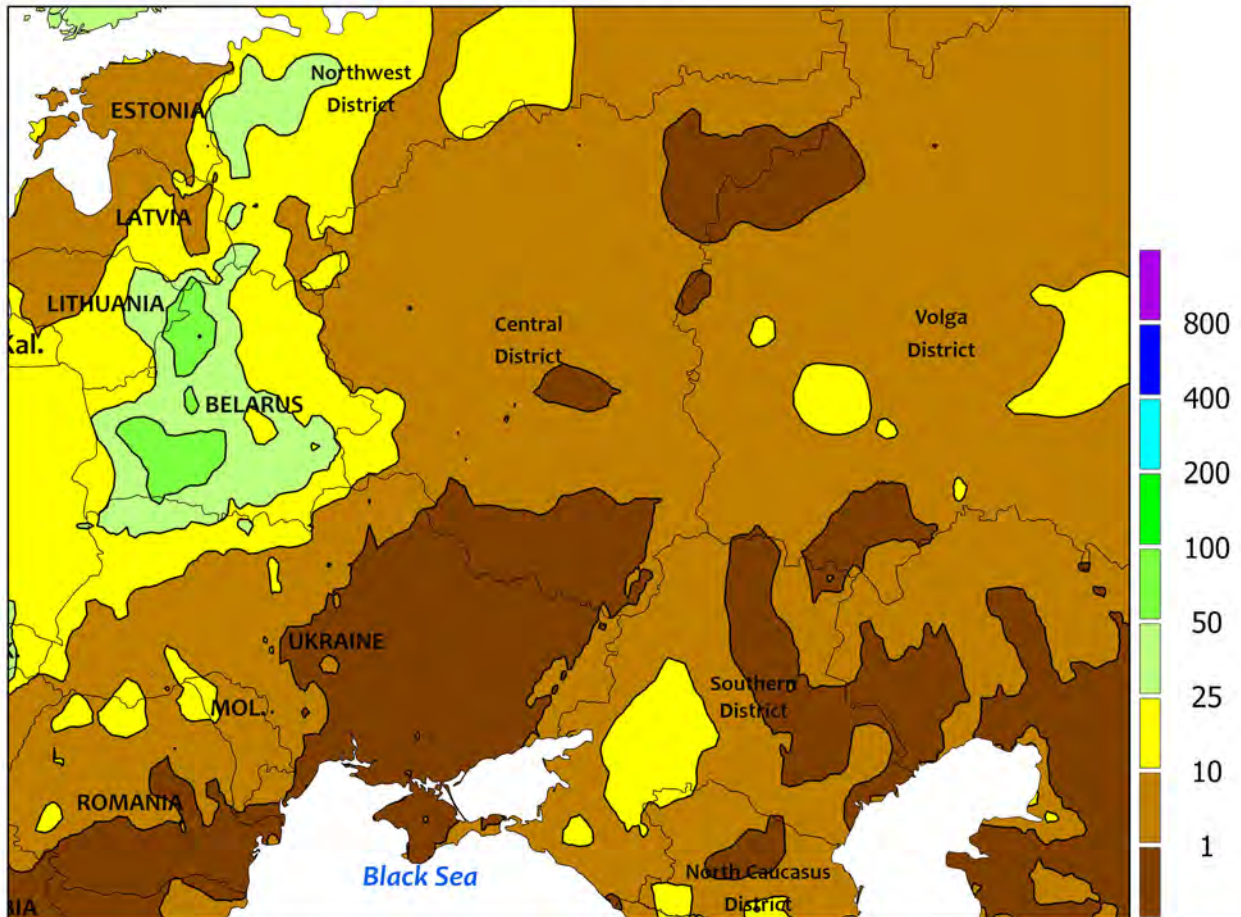 Northwest
District
ESTONIA
LATVIA
LITHUANIA
Kal.
Central
District
Volga
District
BELARUS
UKRAINE
MOL.
Southern
District
ROMANIA
Black Sea
North Caucasus
District
800
400
200
100
50
25
10
1